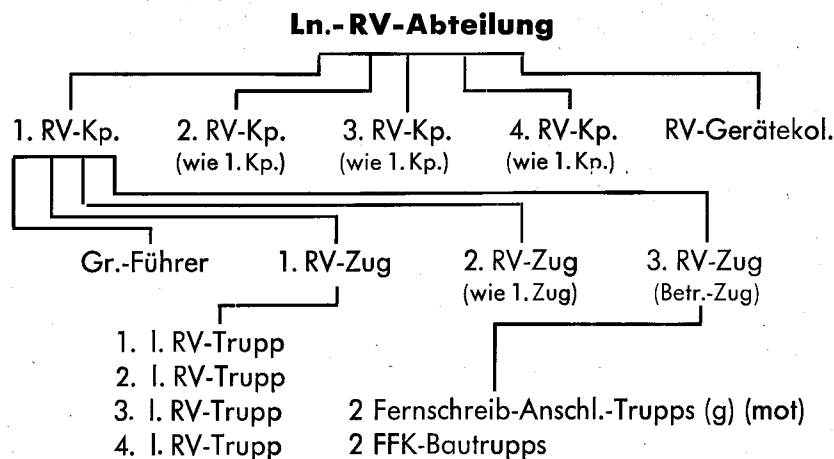 Ln.-RV-Abteilung
1. RV-Kp. 2. RV-Kp. 3. RV-Kp. 4. RV-Kp. RV-Gerätekol.
(wie 1. Kp.) (wie 1. Kp.) (wie 1. Kp.)
Gr.-Führer 1. RV-Zug 2. RV-Zug 3. RV-Zug
(wie 1. Zug) (Betr.-Zug)
1. l. RV-Trupp
2. l. RV-Trupp
3. l. RV-Trupp 2 Fernschreib-Anschl.-Trupps (g) (mot)
4. l. RV-Trupp 2 FFK-Bautrupps